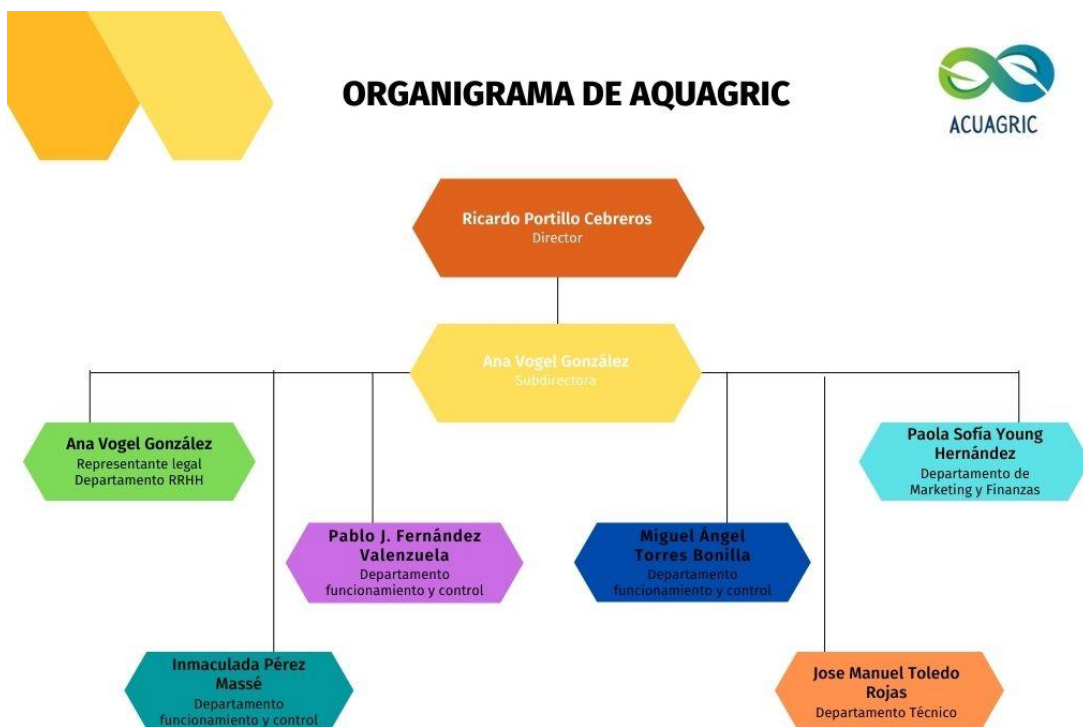 ORGANIGRAMA DE AQUAGRIC
ACUAGRIC
Ricardo Portillo Cebreros
Director
Ana Vogel González
Subdirectora
Ana Vogel González
Representante legal
Departamento RRHH
Paola Sofía Young
Hernández
Departamento de
Marketing y Finanzas
Pablo J. Fernández
Valenzuela
Departamento
funcionamiento y control
Miguel Ángel
Torres Bonilla
Departamento
funcionamiento y control
Inmaculada Pérez
Massé
Departamento
funcionamiento y control
Jose Manuel Toledo
Rojas
Departamento Técnico